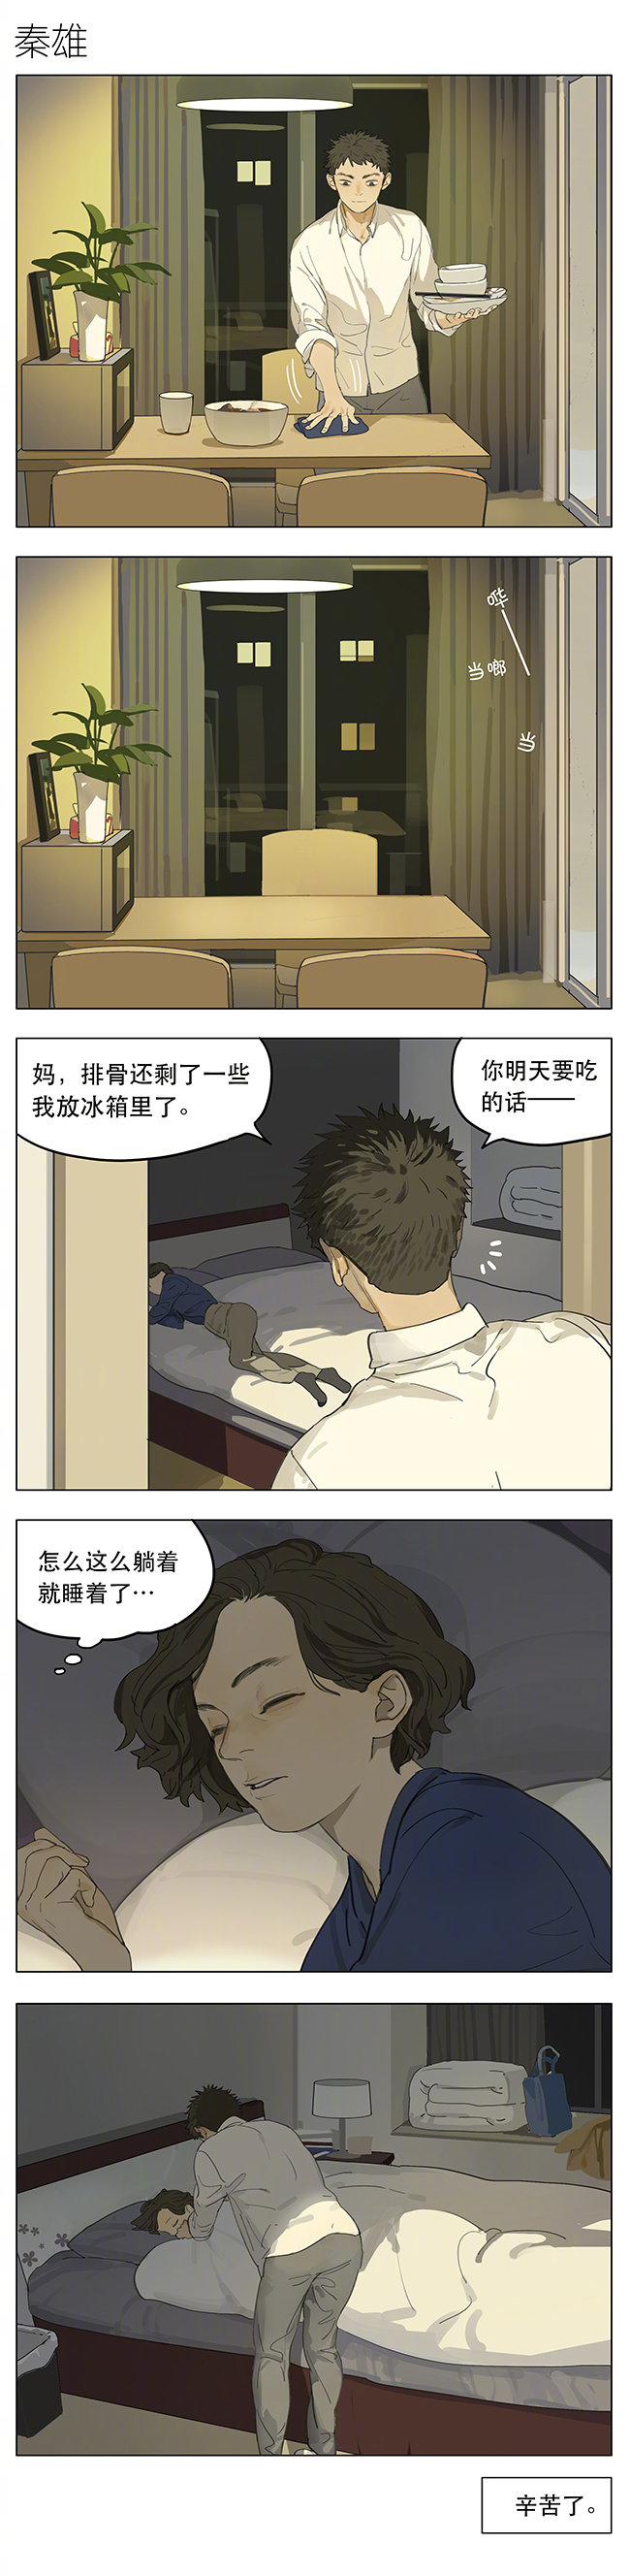 秦雄
哗
当啷
当
妈，排骨还剩了一些
我放冰箱里了。
你明天要吃
的话——
怎么这么躺着
就睡着了…
辛苦了。